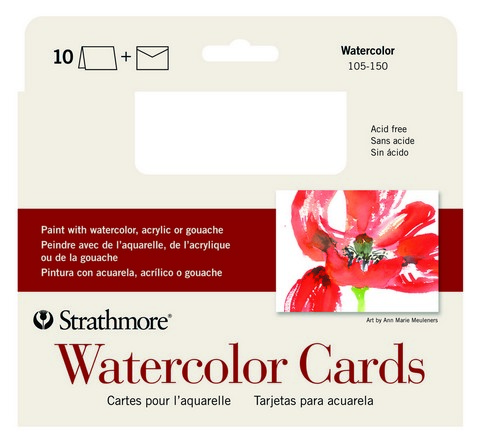 10 +
Watercolor
105-150
Acid free
Sans acide
Sin ácido
Paint with watercolor, acrylic or gouache
Peindre avec de l'aquarelle, de l'acrylique
ou de la gouache
Pintura con acuarela, acrílico o gouache
Art by Ann Marie Meuleners
Strathmore®
Watercolor Cards
Cartes pour l'aquarelle Tarjetas para acuarela